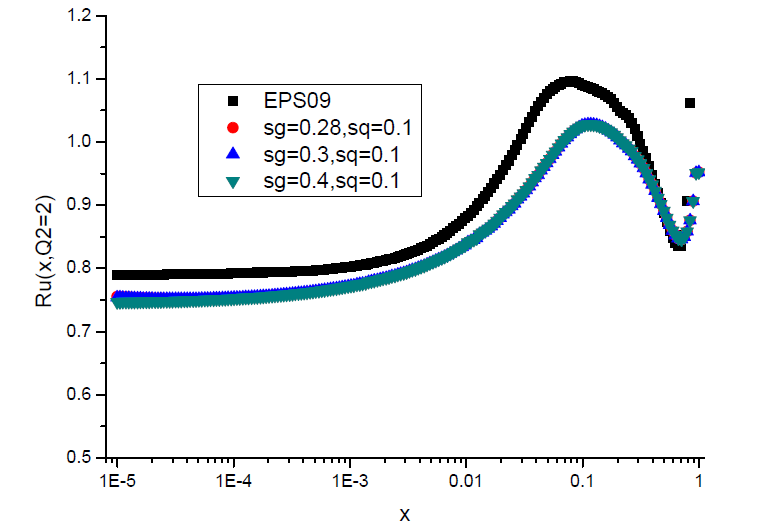 1.2
1.1
1.0
0.9
0.8
0.7
0.6
0.5
Ru(x,Q2=2)
EPS09
sg=0.28,sq=0.1
sg=0.3,sq=0.1
sg=0.4,sq=0.1
1E-5 1E-4 1E-3 0.01 0.1 1
x